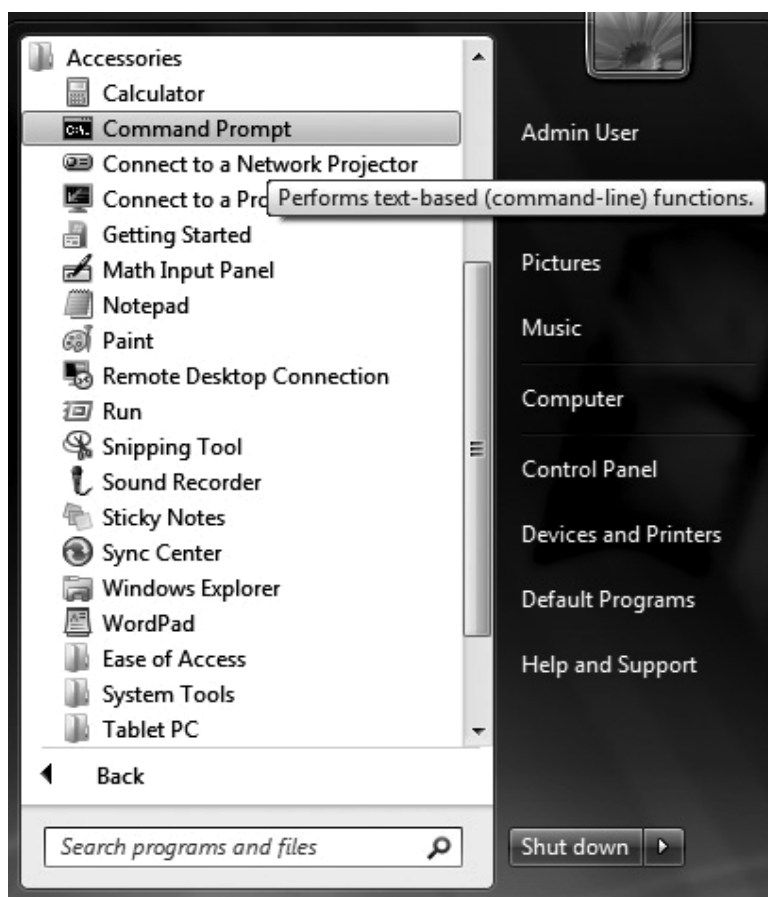 Accessories
Calculator
Command Prompt
Connect to a Network Projector
Connect to a Pro
Performs text-based (command-line) functions.
Getting Started
Math Input Panel
Notepad
Paint
Remote Desktop Connection
Run
Snipping Tool
Sound Recorder
Sticky Notes
Sync Center
Windows Explorer
WordPad
Ease of Access
System Tools
Tablet PC
Back
Search programs and files
Admin User
Pictures
Music
Computer
Control Panel
Devices and Printers
Default Programs
Help and Support
Shut down